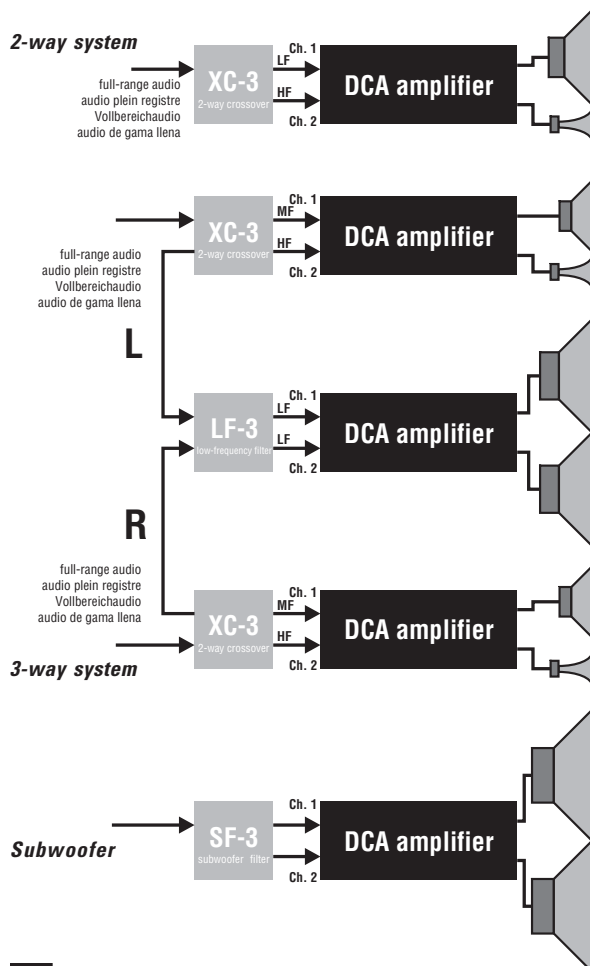 2-way system
full-range audio
audio plein registre
Vollbereichaudio
audio de gama llena
XC-3
2-way crossover
Ch. 1
LF
HF
Ch. 2
DCA amplifier
full-range audio
audio plein registre
Vollbereichaudio
audio de gama llena
XC-3
2-way crossover
Ch. 1
MF
HF
Ch. 2
DCA amplifier
L
LF-3
low-frequency filter
Ch. 1
LF
LF
Ch. 2
DCA amplifier
R
full-range audio
audio plein registre
Vollbereichaudio
audio de gama llena
XC-3
2-way crossover
Ch. 1
MF
HF
Ch. 2
DCA amplifier
3-way system
Subwoofer
SF-3
subwoofer filter
Ch. 1
Ch. 2
DCA amplifier